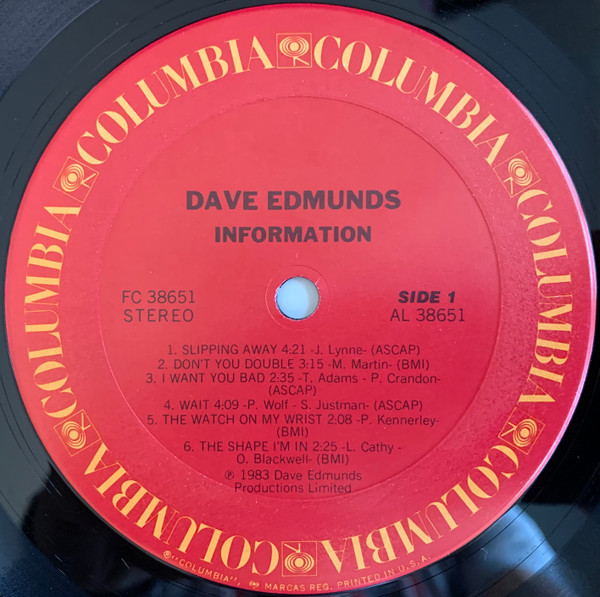 COLUMBIA COLUMBIA COLUMBIA COLUMBIA COLUMBIA COLUMBIA COLUMBIA
DAVE EDMUNDS
INFORMATION
FC 38651 SIDE 1
STEREO AL 38651
1. SLIPPING AWAY 4:21 -J. Lynne- (ASCAP)
2. DON'T YOU DOUBLE 3:15 -M. Martin- (BMI)
3. I WANT YOU BAD 2:35 -T. Adams - P. Crandon-
(ASCAP)
4. WAIT 4:09 -P. Wolf - S. Justman- (ASCAP)
5. THE WATCH ON MY WRIST 2:08 -P. Kennerley-
(BMI)
6. THE SHAPE I'M IN 2:25 -L. Cathy -
O. Blackwell- (BMI)
℗ 1983 Dave Edmunds
Productions Limited
®"COLUMBIA", MARCAS REG. PRINTED IN U.S.A.